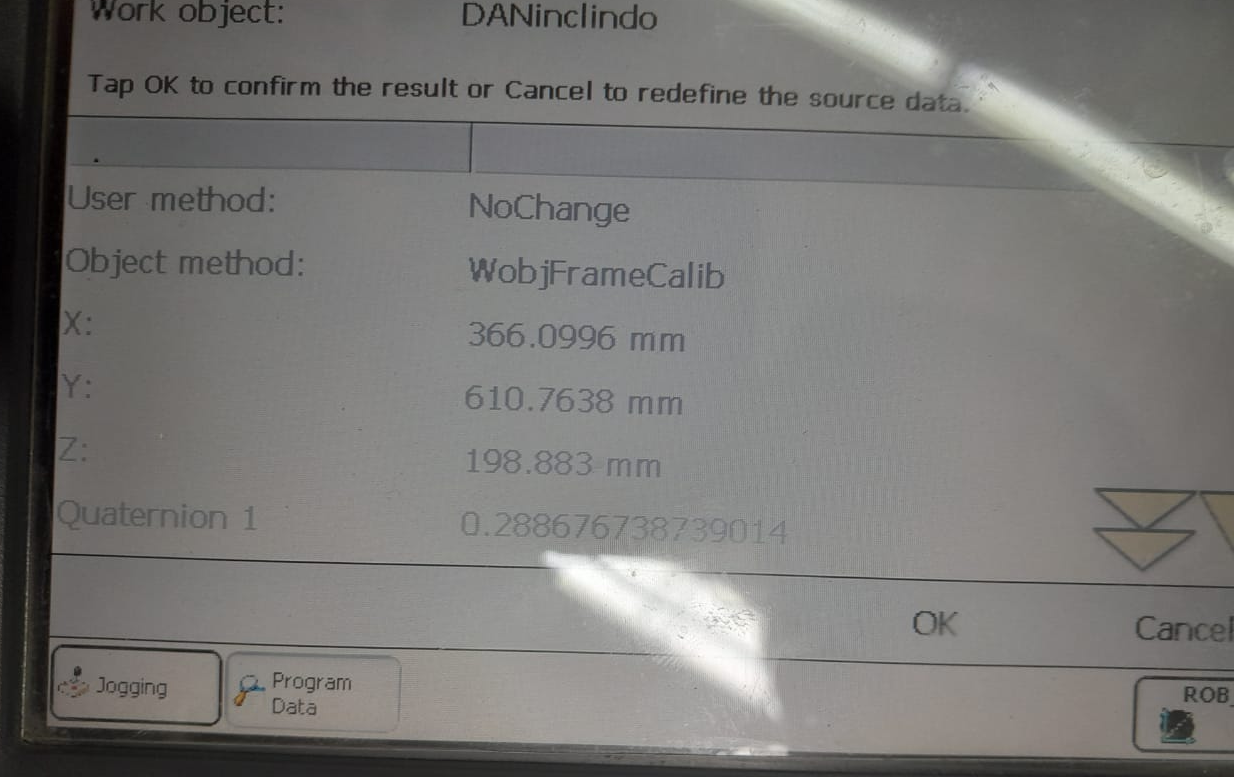 Work object: DANinclindo
Tap OK to confirm the result or Cancel to redefine the source data.
User method: NoChange
Object method: WobjFrameCalib
X: 366.0996 mm
Y: 610.7638 mm
Z: 198.883 mm
Quaternion 1 0.288676738739014
OK Cancel
Jogging
Program
Data
ROB_